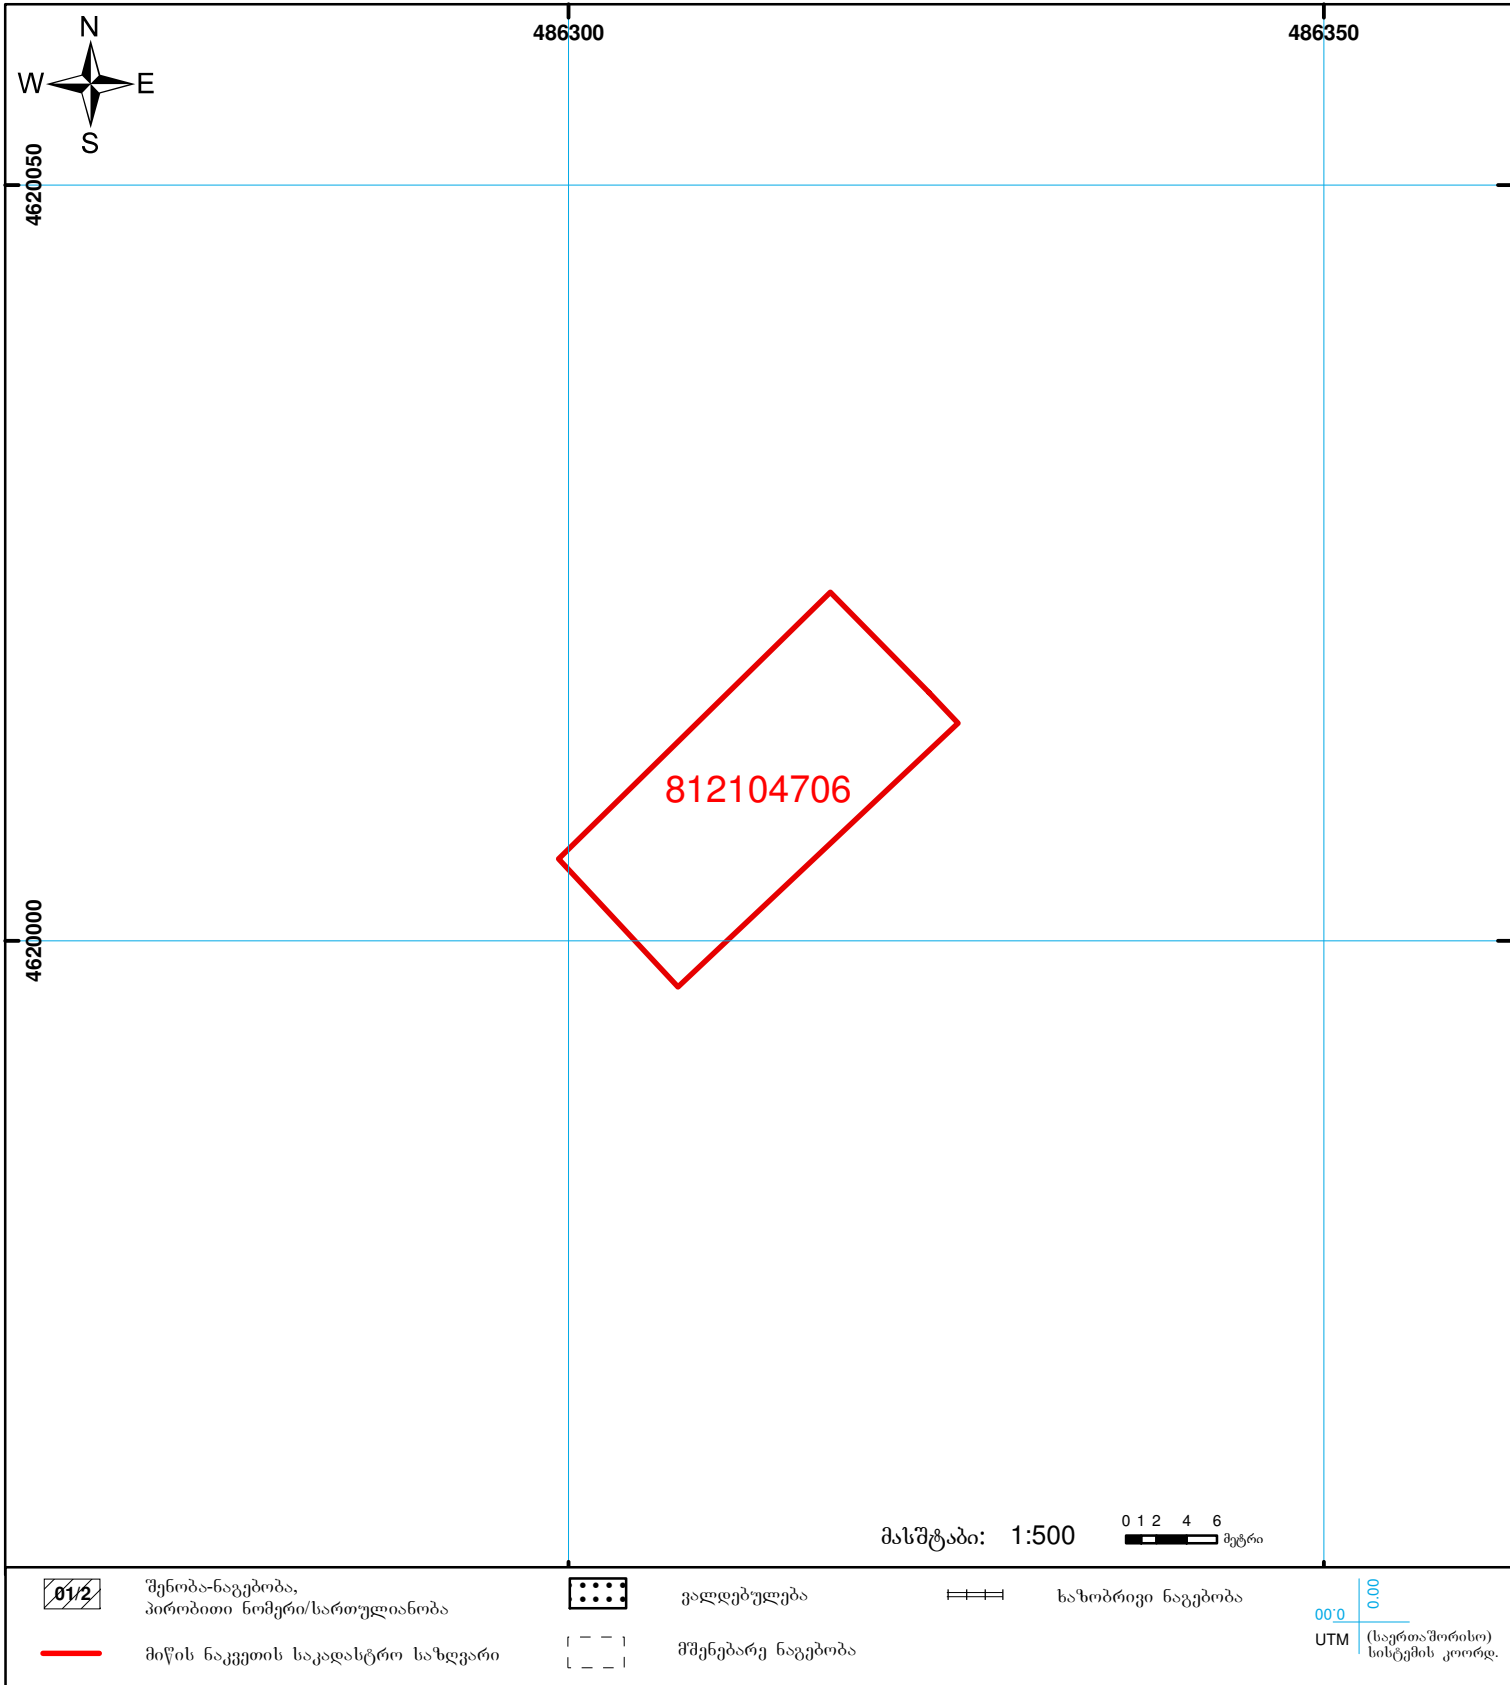 N
W E
S
486300 486350
4620050
812104706
4620000
მასშტაბი: 1:500
0 1 2 4 6
მეტრი
01/2
შენობა-ნაგებობა,
პირობითი ნომერი/სართულიანობა
ვალდებულება
ხაზობრივი ნაგებობა
მიწის ნაკვეთის საკადასტრო საზღვარი
მშენებარე ნაგებობა
00.0
0.00
UTM
(საერთაშორისო)
სისტემის კოორდ.